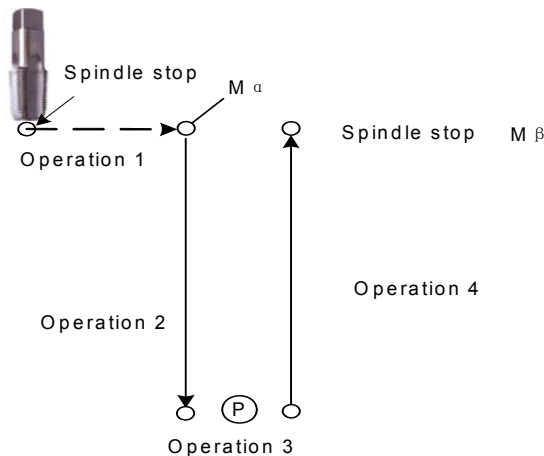 Spindle stop
M α
Spindle stop M β
Operation 1
Operation 4
Operation 2
P
Operation 3